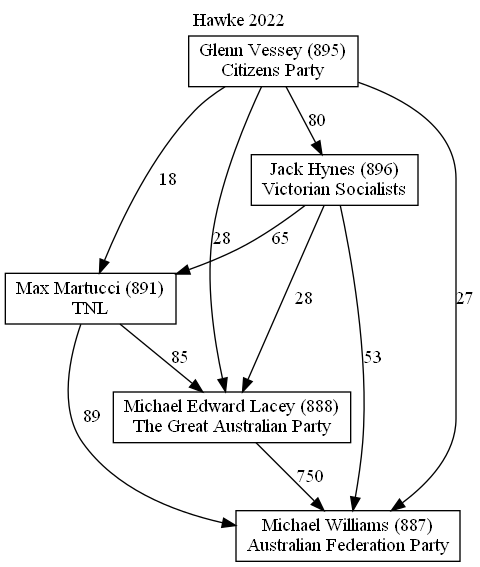 Hawke 2022
Glenn Vessey (895)
Citizens Party
80
Jack Hynes (896)
Victorian Socialists
18
28
65
Max Martucci (891)
TNL
28
27
85
53
Michael Edward Lacey (888)
The Great Australian Party
89
750
Michael Williams (887)
Australian Federation Party